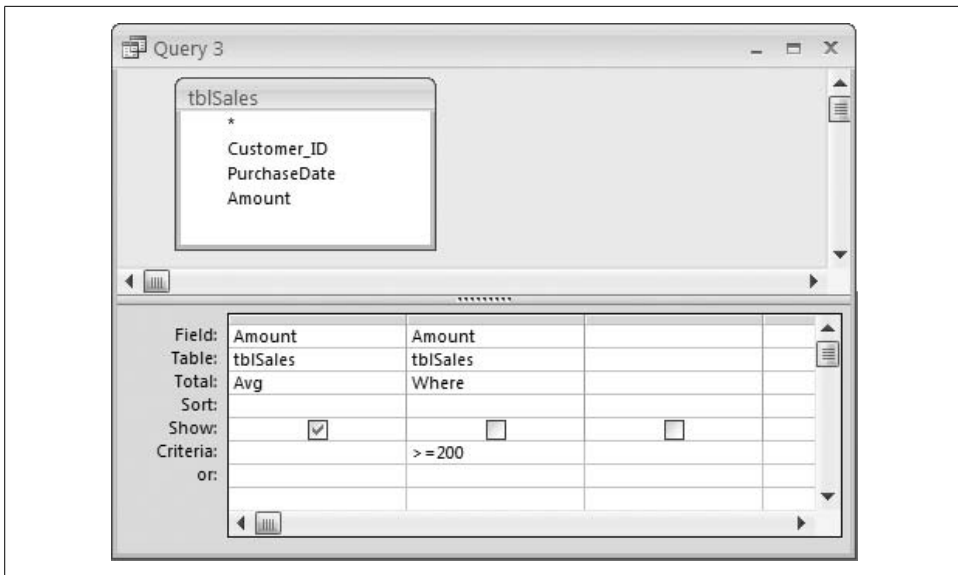 Query 3
tblSales
*
Customer_ID
PurchaseDate
Amount
Field: Amount Amount
Table: tblSales tblSales
Total: Avg Where
Sort:
Show:
Criteria: >=200
or: